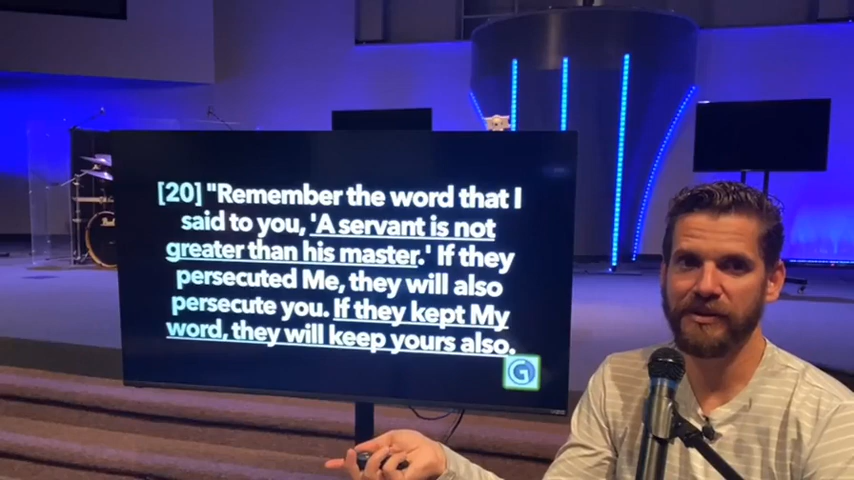 [20] "Remember the word that I
said to you, 'A servant is not
greater than his master.' If they
persecuted Me, they will also
persecute you. If they kept My
word, they will keep yours also.
G